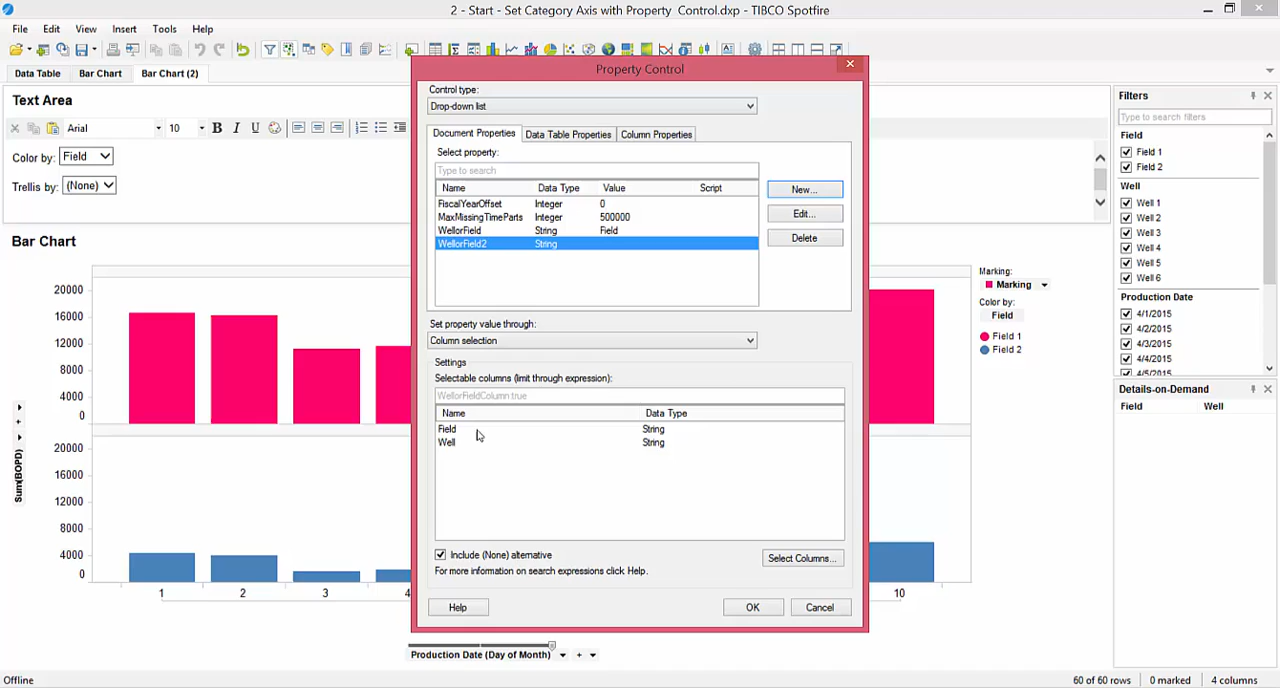 2 - Start - Set Category Axis with Property Control.dxp - TIBCO Spotfire
File Edit View Insert Tools Help
Data Table Bar Chart Bar Chart (2)
Text Area
Arial 10 B I U
Color by: Field
Trellis by: (None)
Bar Chart
20000
16000
12000
8000
4000
0
20000
16000
12000
8000
4000
0
Sum(BOPD)
1 2 3 4 10
Production Date (Day of Month)
Property Control
Control type:
Drop-down list
Document Properties Data Table Properties Column Properties
Select property:
Type to search
Name Data Type Value Script
FiscalYearOffset Integer 0
MaxMissingTimeParts Integer 500000
WellorField String Field
WellorField2 String
New...
Edit...
Delete
Set property value through:
Column selection
Settings
Selectable columns (limit through expression):
WellorFieldColumn:true
Name Data Type
Field String
Well String
Include (None) alternative
Select Columns...
For more information on search expressions click Help.
Help OK Cancel
Marking:
Marking
Color by:
Field
Field 1
Field 2
Filters
Type to search filters
Field
Field 1
Field 2
Well
Well 1
Well 2
Well 3
Well 4
Well 5
Well 6
Production Date
4/1/2015
4/2/2015
4/3/2015
4/4/2015
4/5/2015
Details-on-Demand
Field Well
Offline 60 of 60 rows 0 marked 4 columns